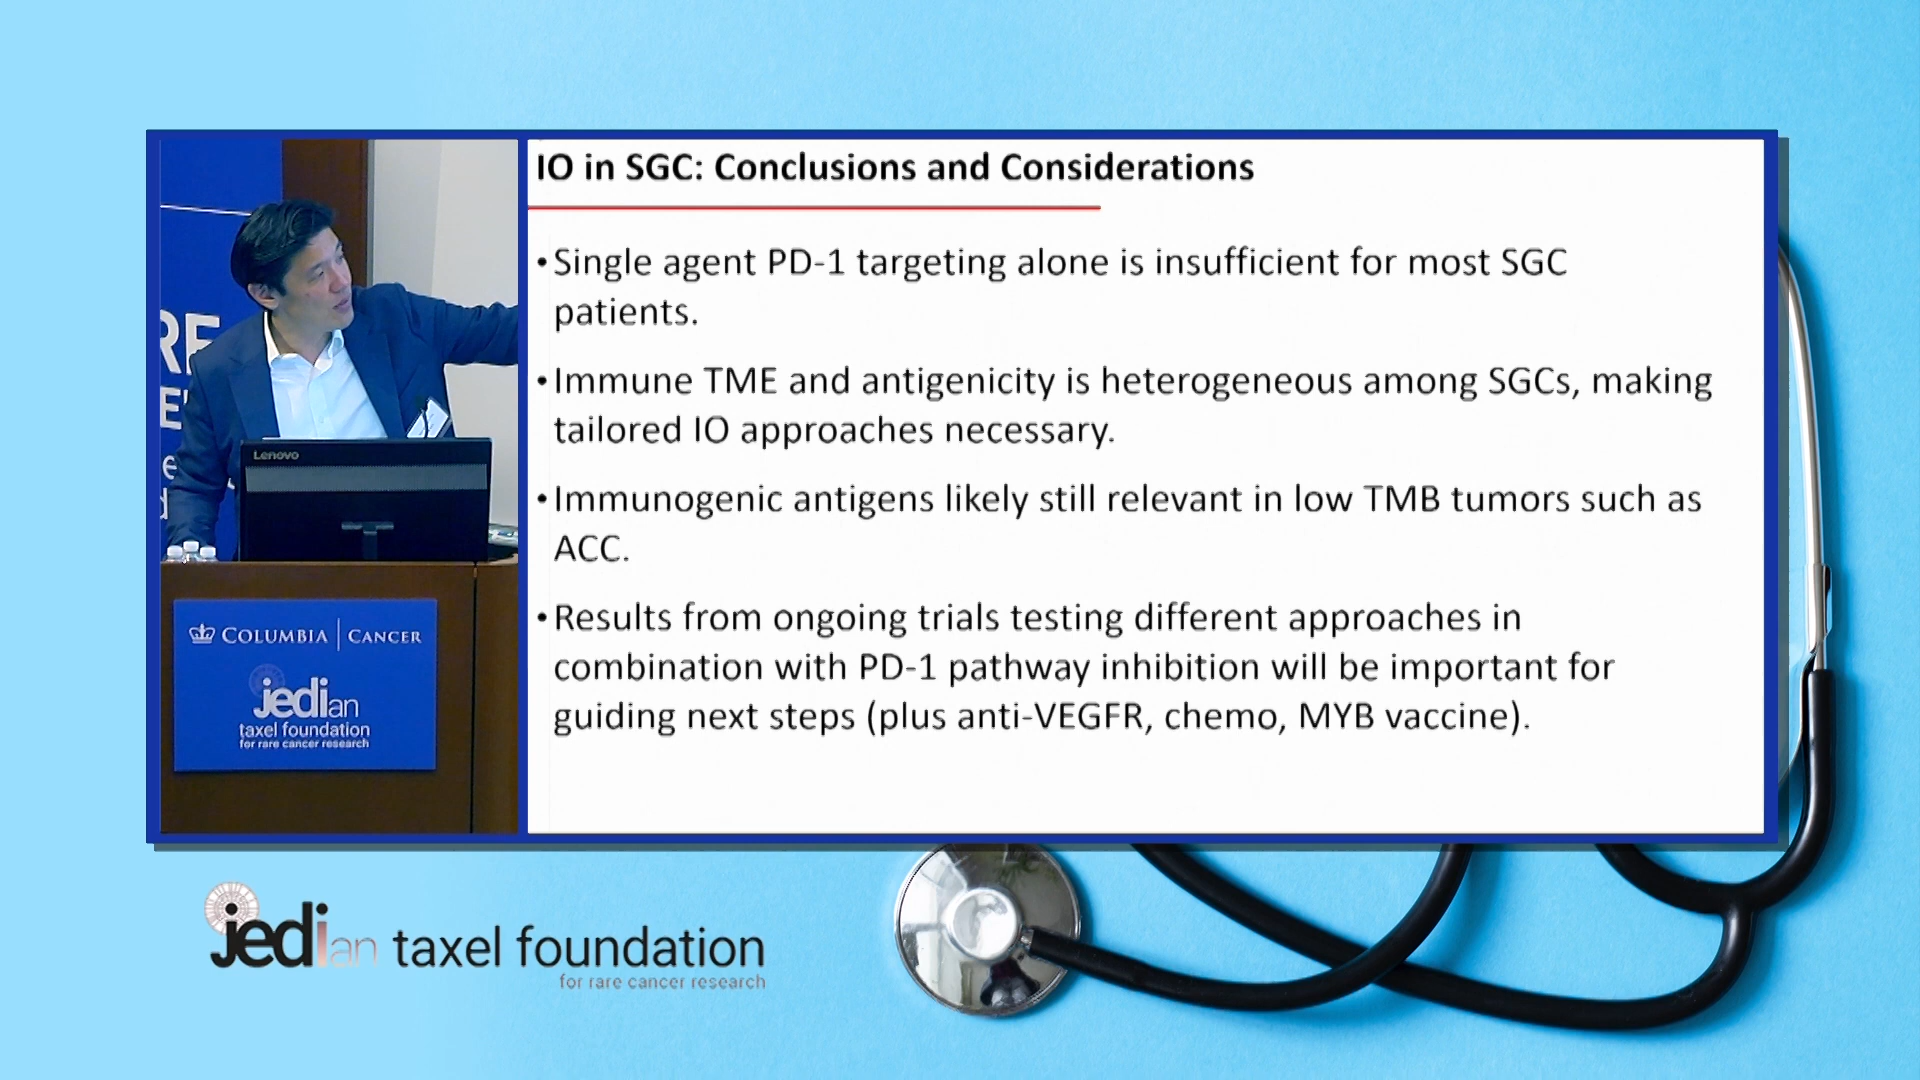 IO in SGC: Conclusions and Considerations
•Single agent PD-1 targeting alone is insufficient for most SGC
patients.
•Immune TME and antigenicity is heterogeneous among SGCs, making
tailored IO approaches necessary.
•Immunogenic antigens likely still relevant in low TMB tumors such as
ACC.
•Results from ongoing trials testing different approaches in
combination with PD-1 pathway inhibition will be important for
guiding next steps (plus anti-VEGFR, chemo, MYB vaccine).
Lenovo
COLUMBIA | CANCER
jedian
taxel foundation
for rare cancer research
jedian taxel foundation
for rare cancer research